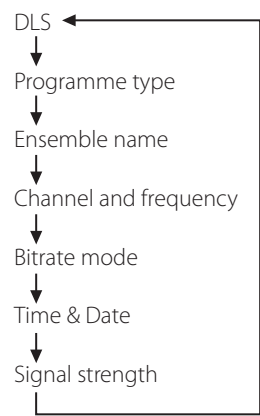 DLS
Programme type
Ensemble name
Channel and frequency
Bitrate mode
Time & Date
Signal strength